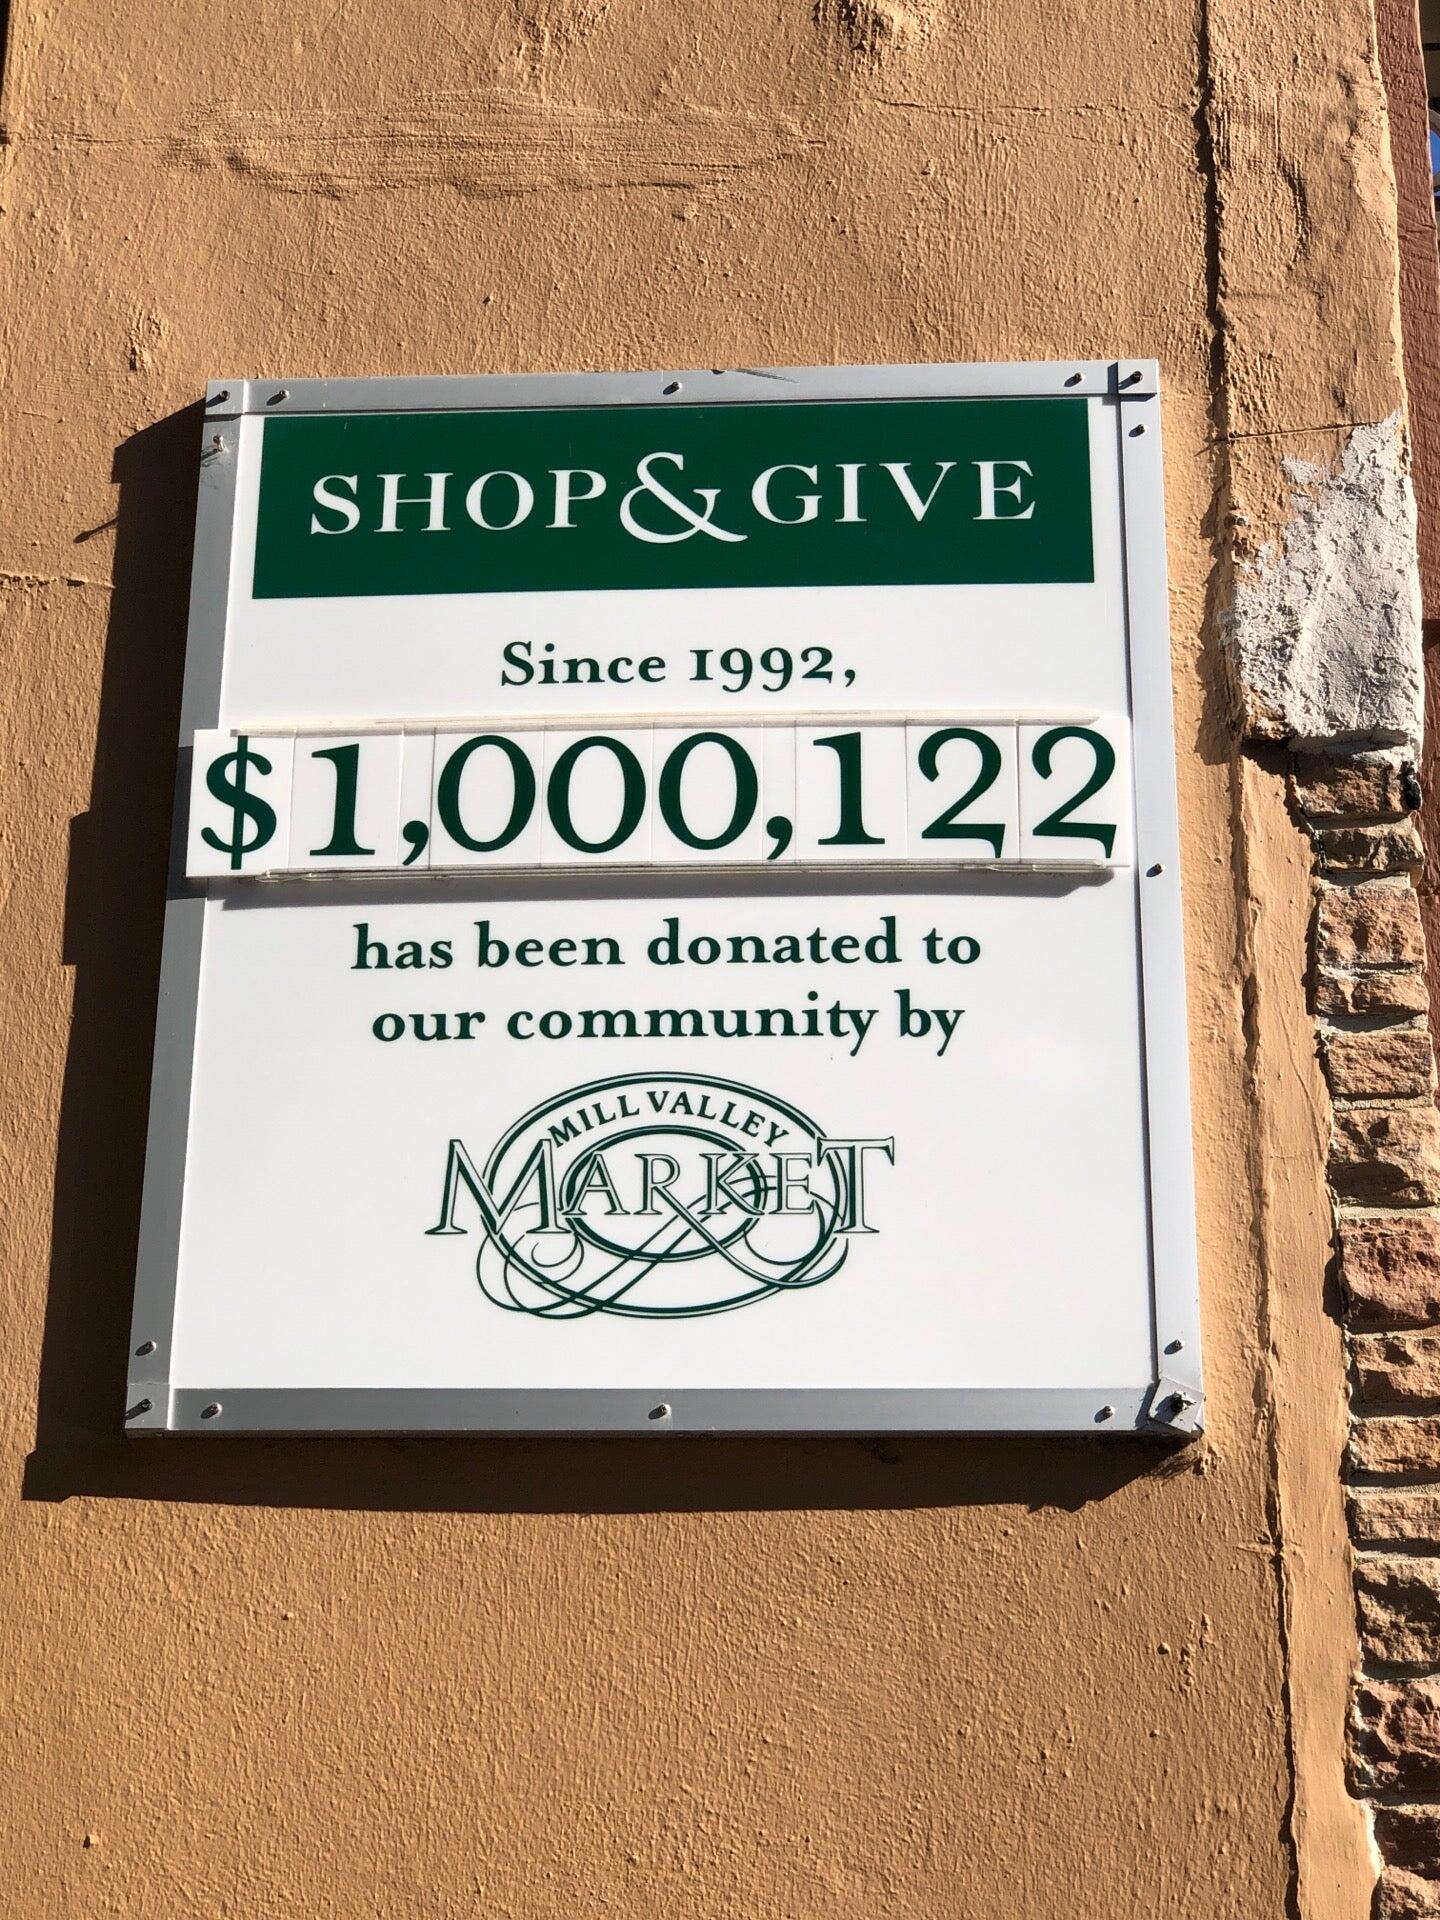 SHOP & GIVE
Since 1992,
$1,000,122
has been donated to
our community by
MILL VALLEY
MARKET